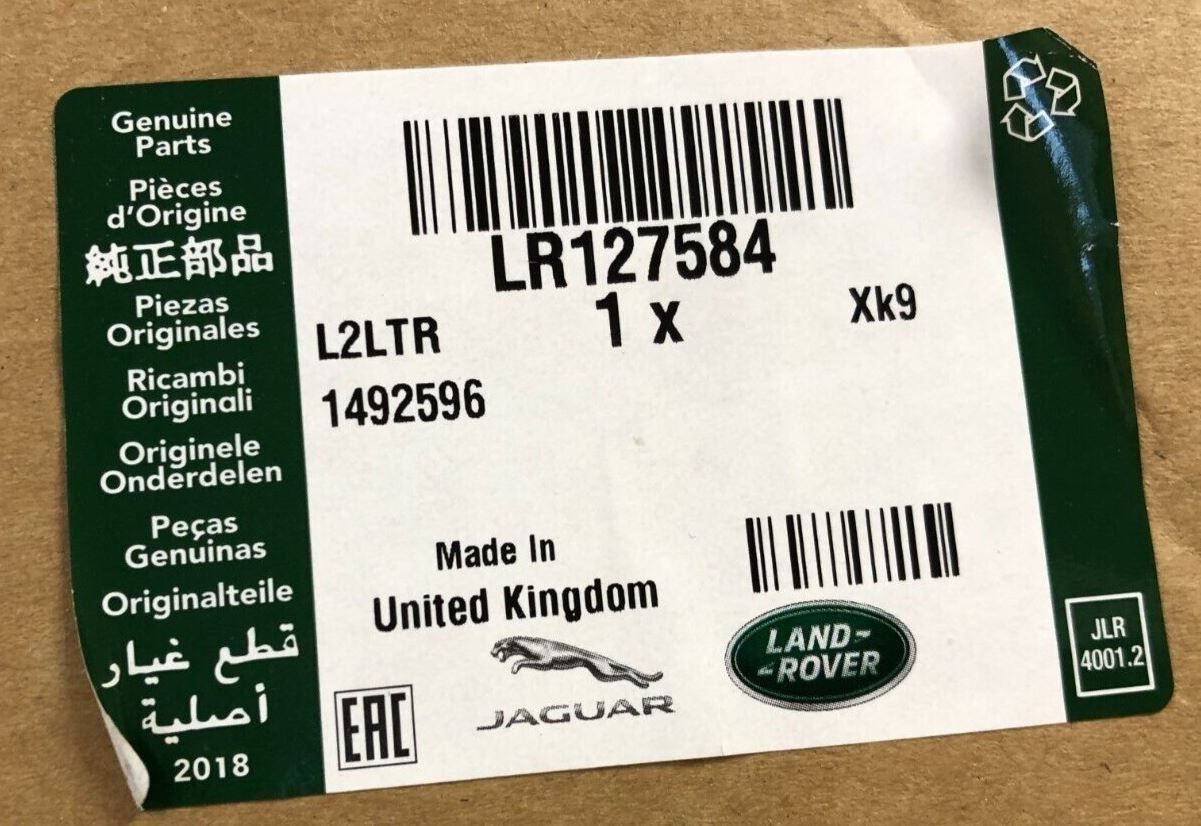 Genuine
Parts
Pièces
d'Origine
純正部品
Piezas
Originales
Ricambi
Originali
Originele
Onderdelen
Peças
Genuinas
Originalteile
قطع غيار
أصلية
2018
LR127584
1 x
Xk9
L2LTR
1492596
Made In
United Kingdom
EAC
JAGUAR
LAND-
-ROVER
JLR
4001.2